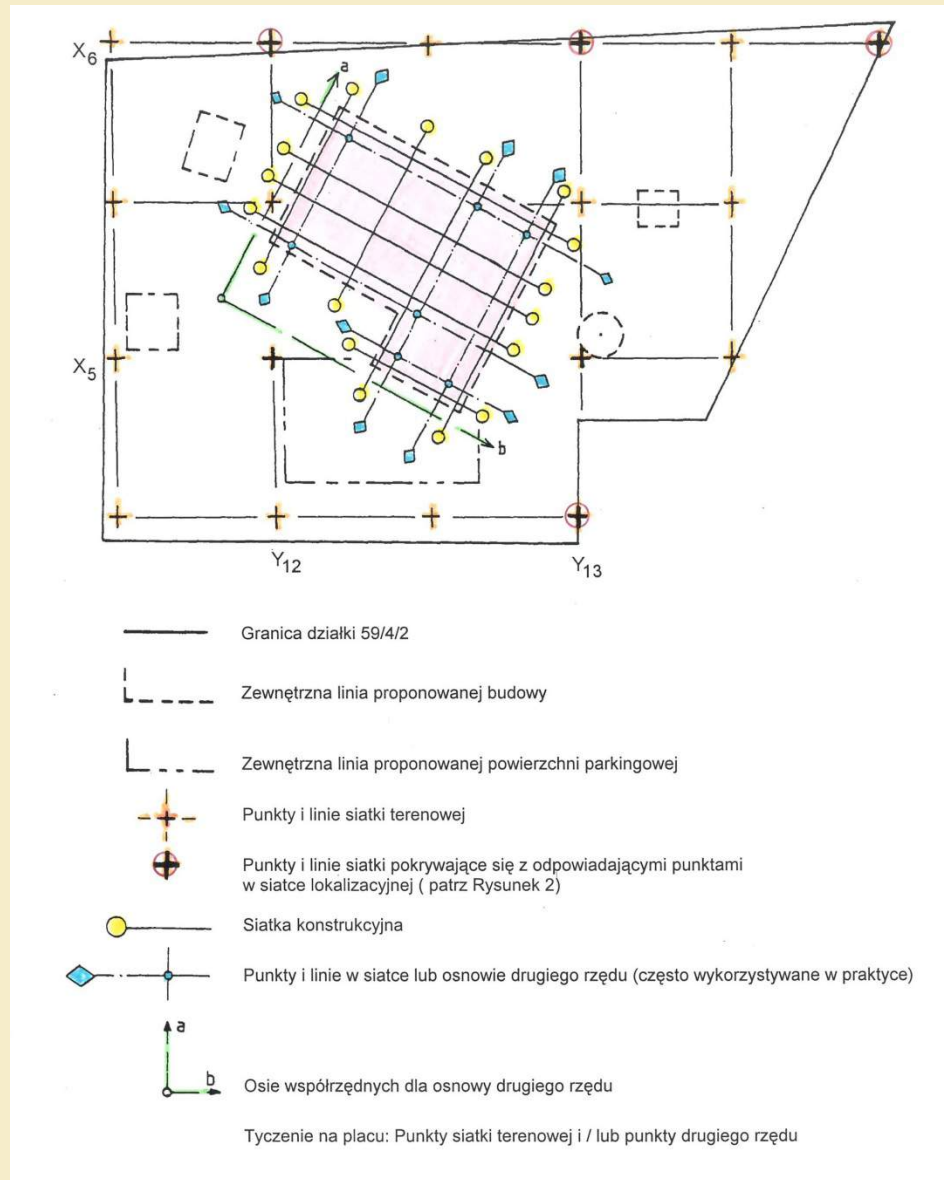 X6
a
X5
b
Y12
Y13
Granica działki 59/4/2
Zewnętrzna linia proponowanej budowy
Zewnętrzna linia proponowanej powierzchni parkingowej
Punkty i linie siatki terenowej
Punkty i linie siatki pokrywające się z odpowiadającymi punktami
w siatce lokalizacyjnej ( patrz Rysunek 2)
Siatka konstrukcyjna
Punkty i linie w siatce lub osnowie drugiego rzędu (często wykorzystywane w praktyce)
a
b
Osie współrzędnych dla osnowy drugiego rzędu
Tyczenie na placu: Punkty siatki terenowej i / lub punkty drugiego rzędu